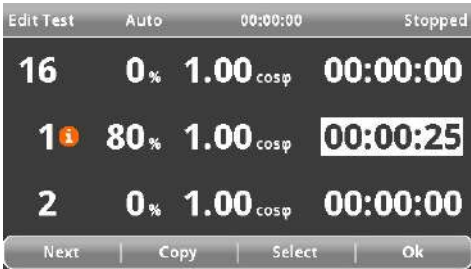 Edit Test Auto 00:00:00 Stopped
16 0 % 1.00 cosφ 00:00:00
1 i 80 % 1.00 cosφ 00:00:25
2 0 % 1.00 cosφ 00:00:00
Next | Copy | Select | Ok